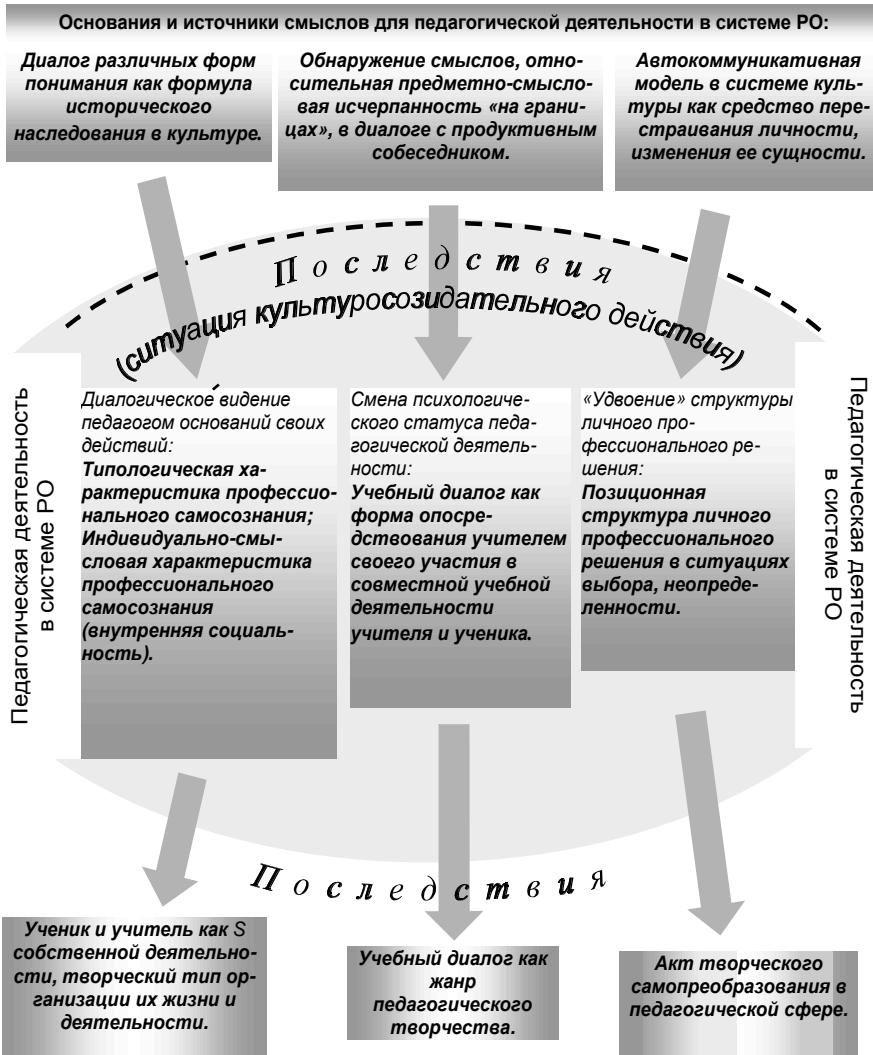 Основания и источники смыслов для педагогической деятельности в системе РО:
Диалог различных форм
понимания как формула
исторического
наследования в культуре.
Обнаружение смыслов, отно-
сительная предметно-смысло-
вая исчерпанность «на грани-
цах», в диалоге с продуктивным
собеседником.
Автокоммуникативная
модель в системе куль-
туры как средство пере-
страивания личности,
изменения ее сущности.
Последствия
(ситуация культуросозидательного действия)
Педагогическая деятельность
в системе РО
Диалогическое видение
педагогом оснований своих
действий:
Типологическая ха-
рактеристика профессио-
нального самосознания;
Индивидуально-смы-
словая характеристика
профессионального
самосознания
(внутренняя социаль-
ность).
Смена психологиче-
ского статуса педа-
гогической деятель-
ности:
Учебный диалог как
форма опосре-
дствования учителем
своего участия в
совместной учебной
деятельности
учителя и ученика.
«Удвоение» структуры
личного про-
фессионального ре-
шения:
Позиционная
структура личного
профессионального
решения в ситуациях
выбора, неопреде-
ленности.
Педагогическая деятельность
в системе РО
Последствия
Ученик и учитель как S
собственной деятельно-
сти, творческий тип ор-
ганизации их жизни и
деятельности.
Учебный диалог как
жанр
педагогического
творчества.
Акт творческого
самопреобразования в
педагогической сфере.